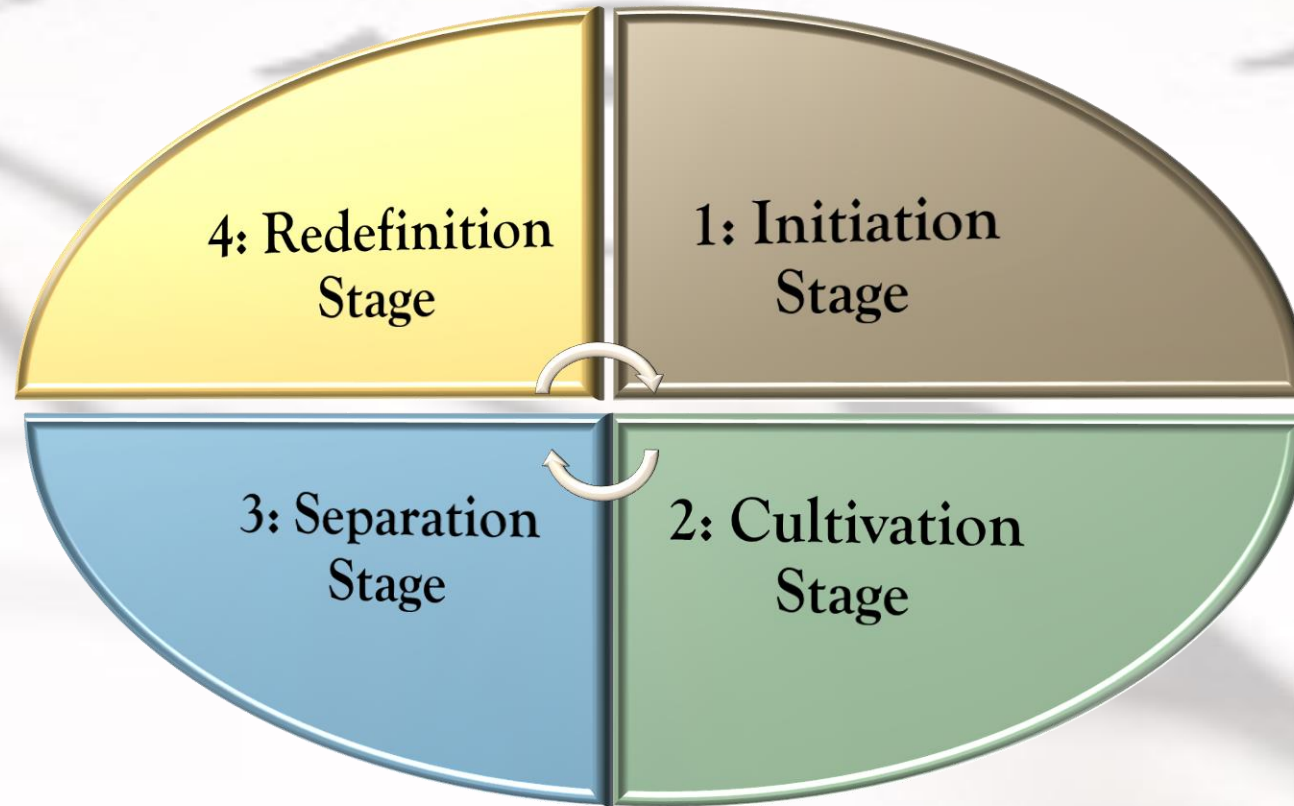 4: Redefinition
Stage
1: Initiation
Stage
3: Separation
Stage
2: Cultivation
Stage